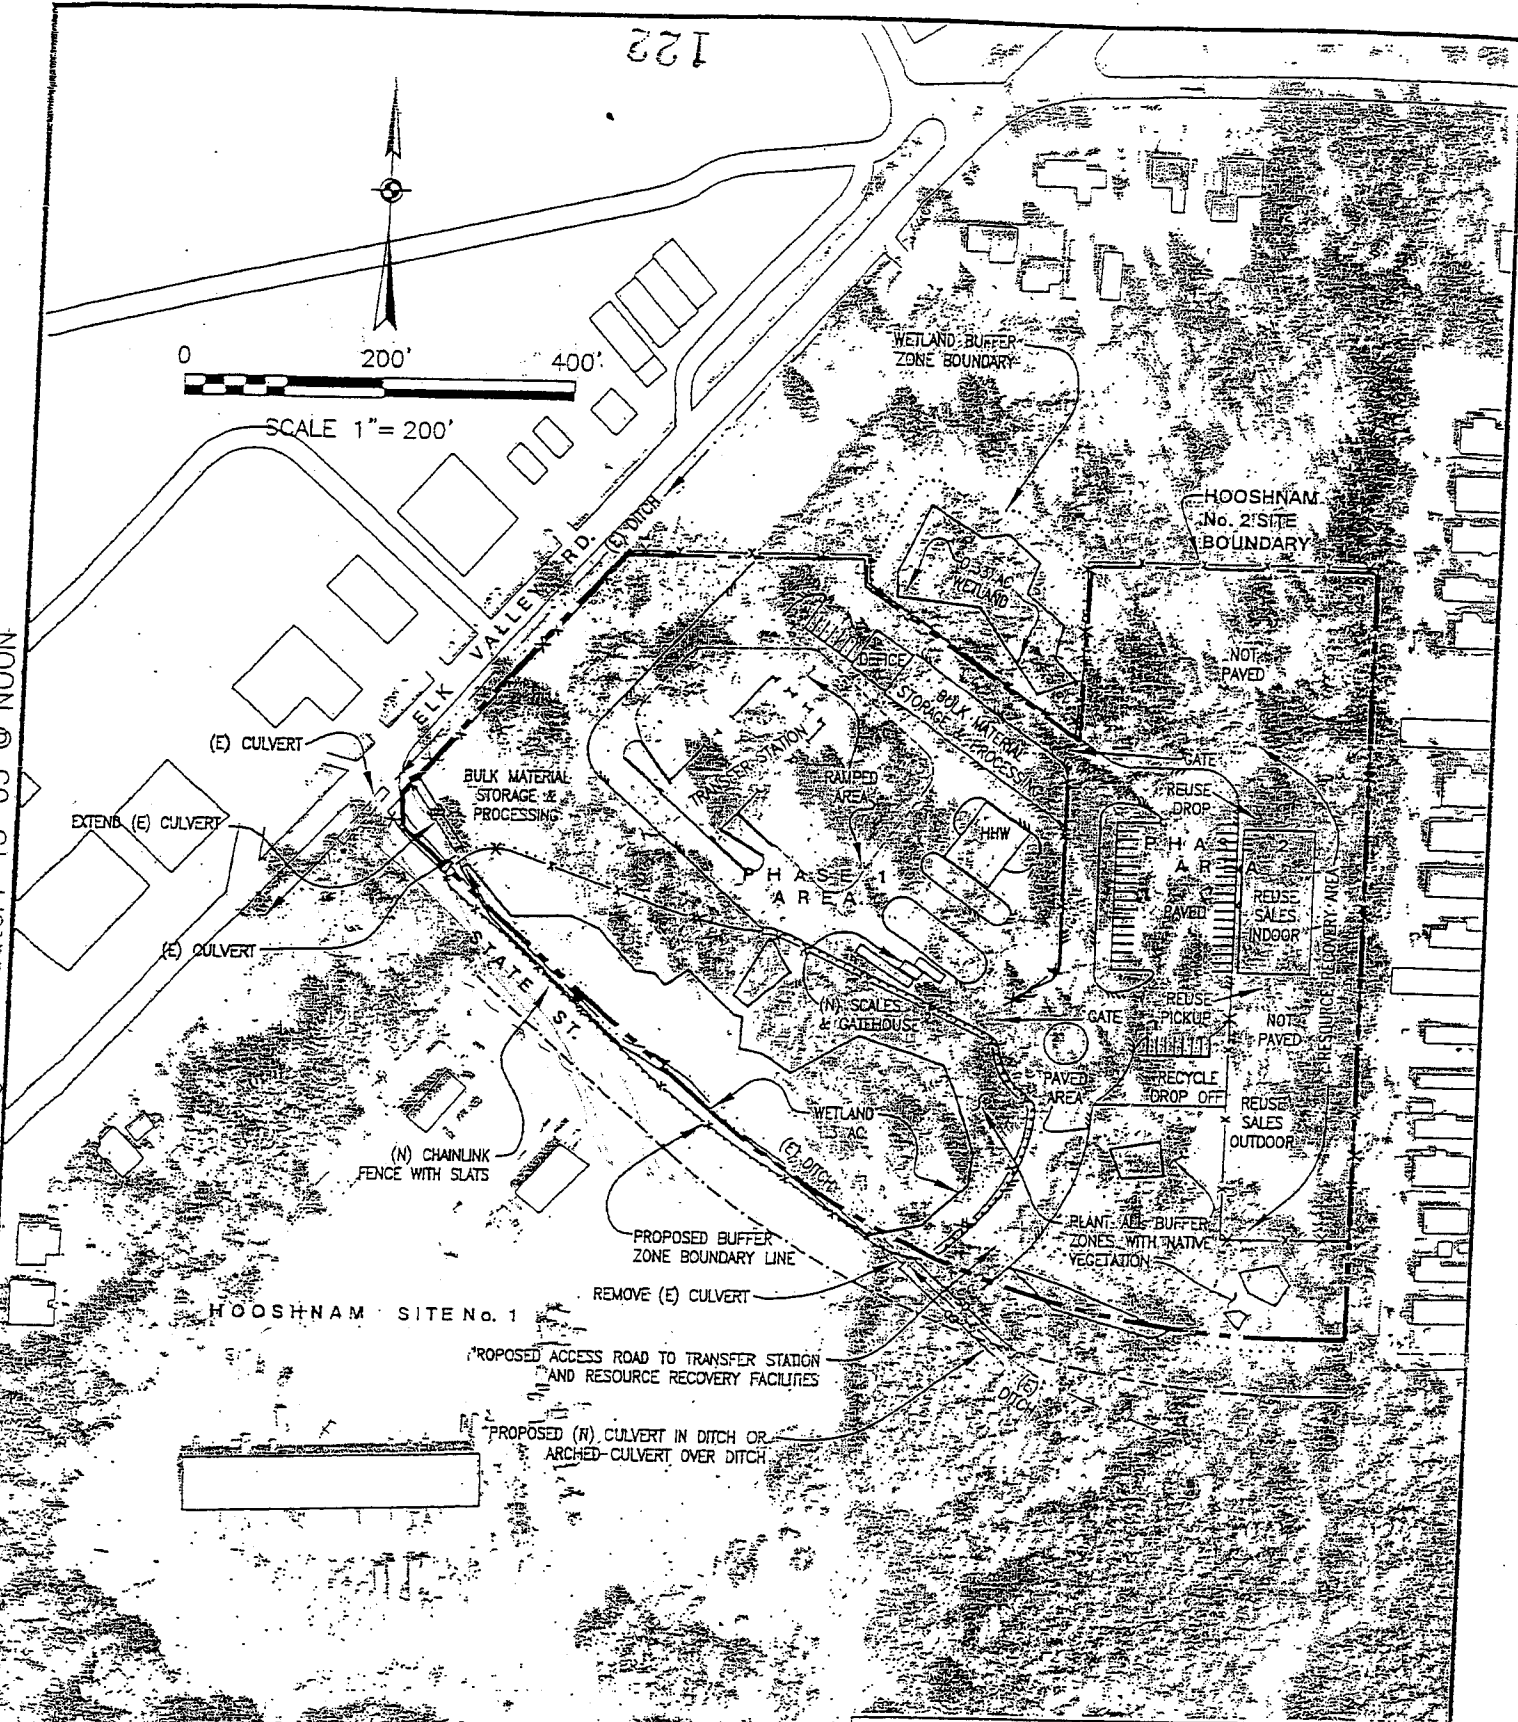 122
0 200' 400'
SCALE 1"= 200'
WETLAND BUFFER
ZONE BOUNDARY
HOOSHNAM
No. 2 SITE
BOUNDARY
(E) DITCH
ELK VALLEY RD.
WETLAND
NOT
PAVED
OFFICE
BULK MATERIAL
STORAGE & PROCESSING
TRANSFER STATION
RAMPED
AREA
(E) CULVERT
BULK MATERIAL
STORAGE &
PROCESSING
EXTEND (E) CULVERT
GATE
REUSE
DROP
HHW
PHASE 1
AREA
2
AREA
PAVED
REUSE
SALES
INDOOR
RESOURCE RECOVERY AREA
(E) CULVERT
STATE ST.
(N) SCALES
& GATEHOUSE
GATE
REUSE
PICKUP
NOT
PAVED
PAVED
AREA
RECYCLE
DROP OFF
REUSE
SALES
OUTDOOR
WETLAND
AC.
(E) DITCH
(N) CHAINLINK
FENCE WITH SLATS
PROPOSED BUFFER
ZONE BOUNDARY LINE
PLANT ALL BUFFER
ZONES WITH NATIVE
VEGETATION
REMOVE (E) CULVERT
HOOSHNAM SITE No. 1
PROPOSED ACCESS ROAD TO TRANSFER STATION
AND RESOURCE RECOVERY FACILITIES
(E)
DITCH
PROPOSED (N) CULVERT IN DITCH OR
ARCHED-CULVERT OVER DITCH
@ NOON